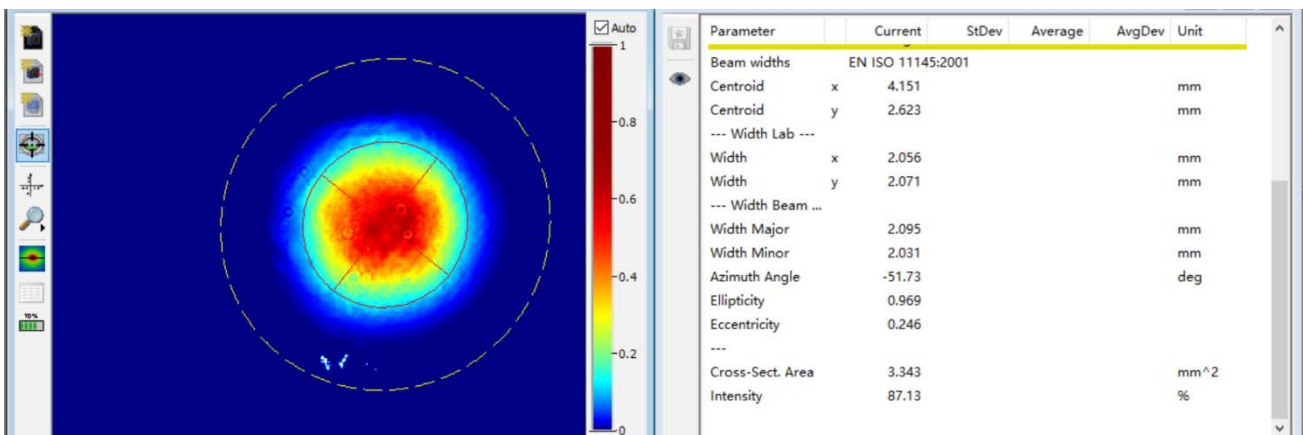 Auto
1
0.8
0.6
0.4
0.2
0
Parameter Current StDev Average AvgDev Unit
Beam widths EN ISO 11145:2001
Centroid x 4.151 mm
Centroid y 2.623 mm
--- Width Lab ---
Width x 2.056 mm
Width y 2.071 mm
--- Width Beam ...
Width Major 2.095 mm
Width Minor 2.031 mm
Azimuth Angle -51.73 deg
Ellipticity 0.969
Eccentricity 0.246
---
Cross-Sect. Area 3.343 mm^2
Intensity 87.13 %